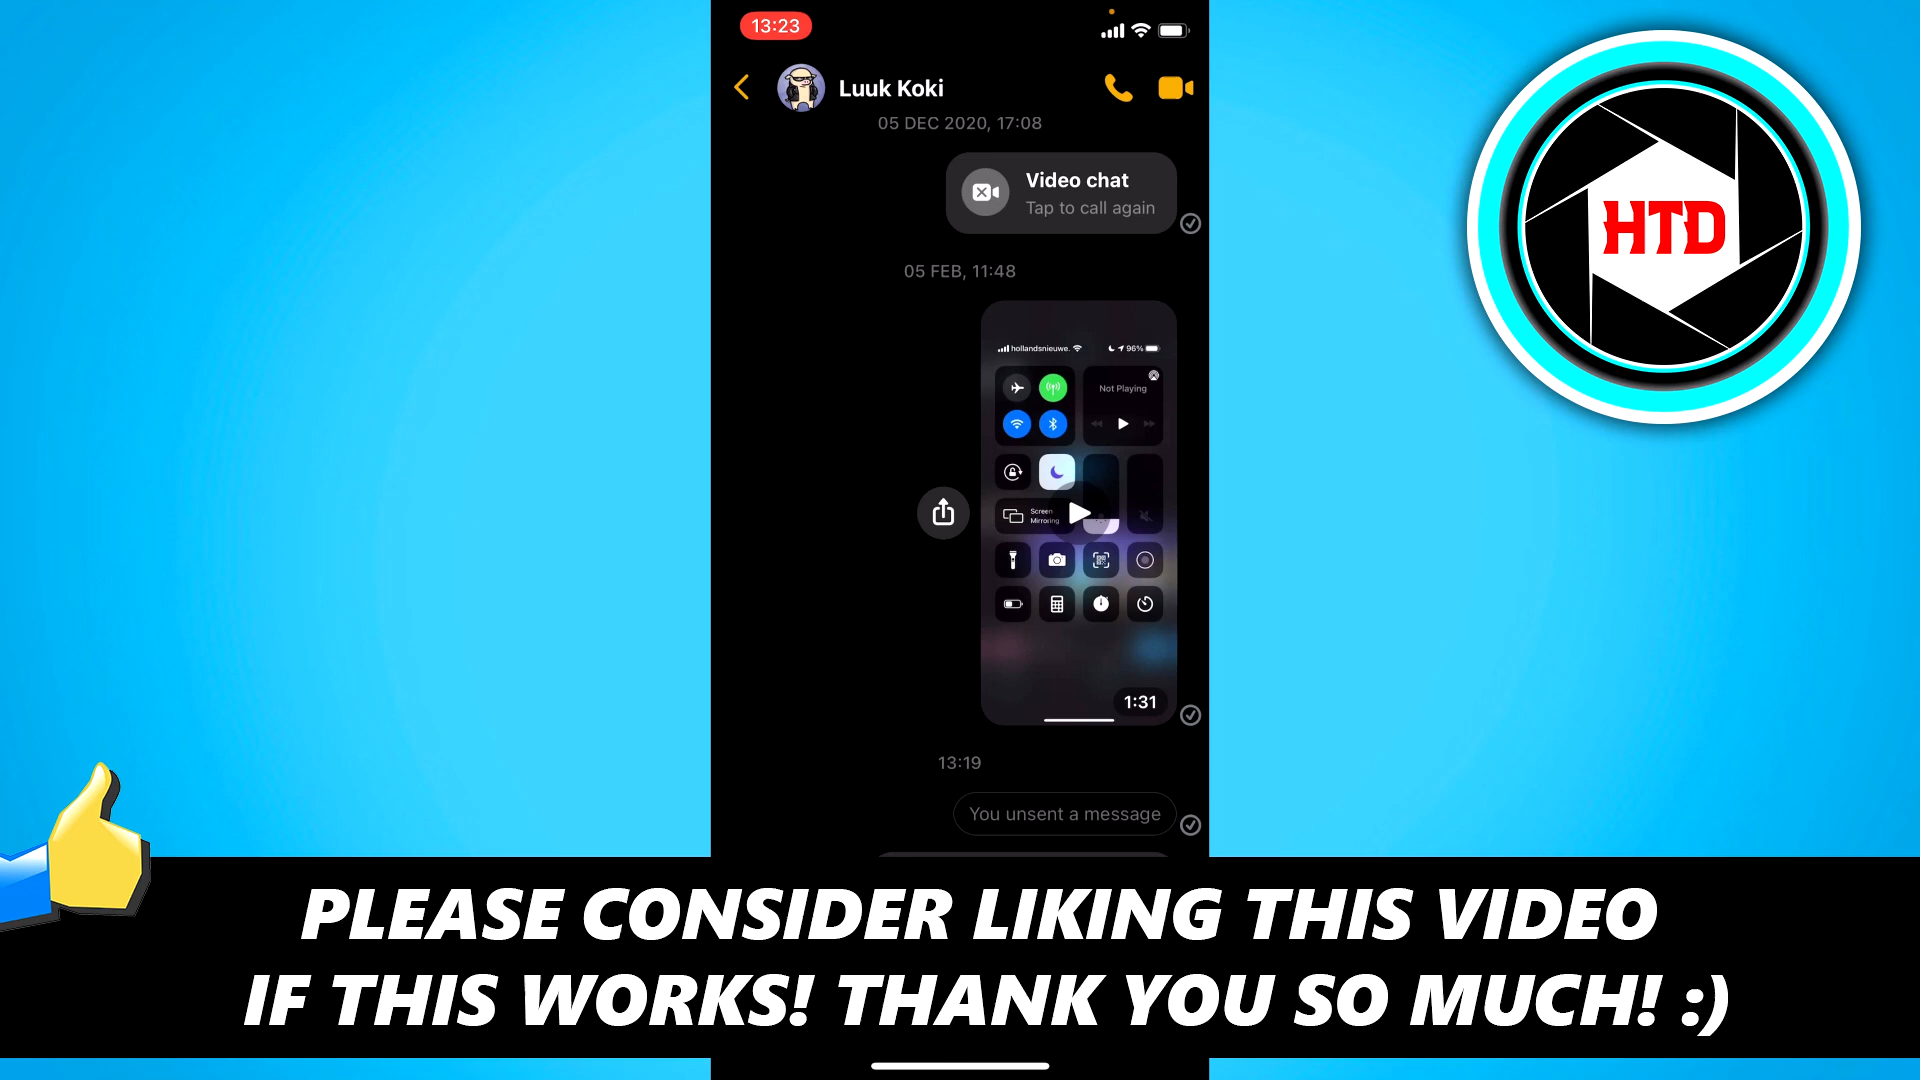 13:23
Luuk Koki
05 DEC 2020, 17:08
Video chat
Tap to call again
05 FEB, 11:48
hollandsnieuwe.
96%
Not Playing
Screen
Mirroring
1:31
13:19
You unsent a message
HTD
PLEASE CONSIDER LIKING THIS VIDEO
IF THIS WORKS! THANK YOU SO MUCH! :)